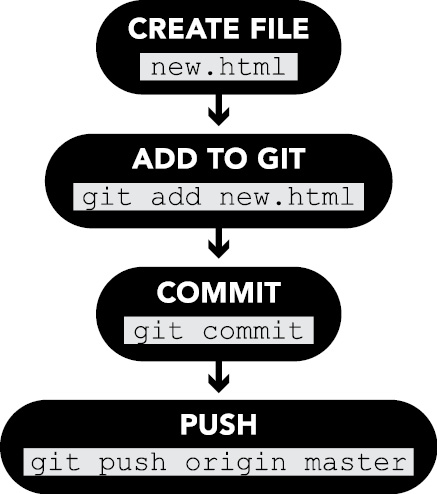 CREATE FILE
new.html
ADD TO GIT
git add new.html
COMMIT
git commit
PUSH
git push origin master